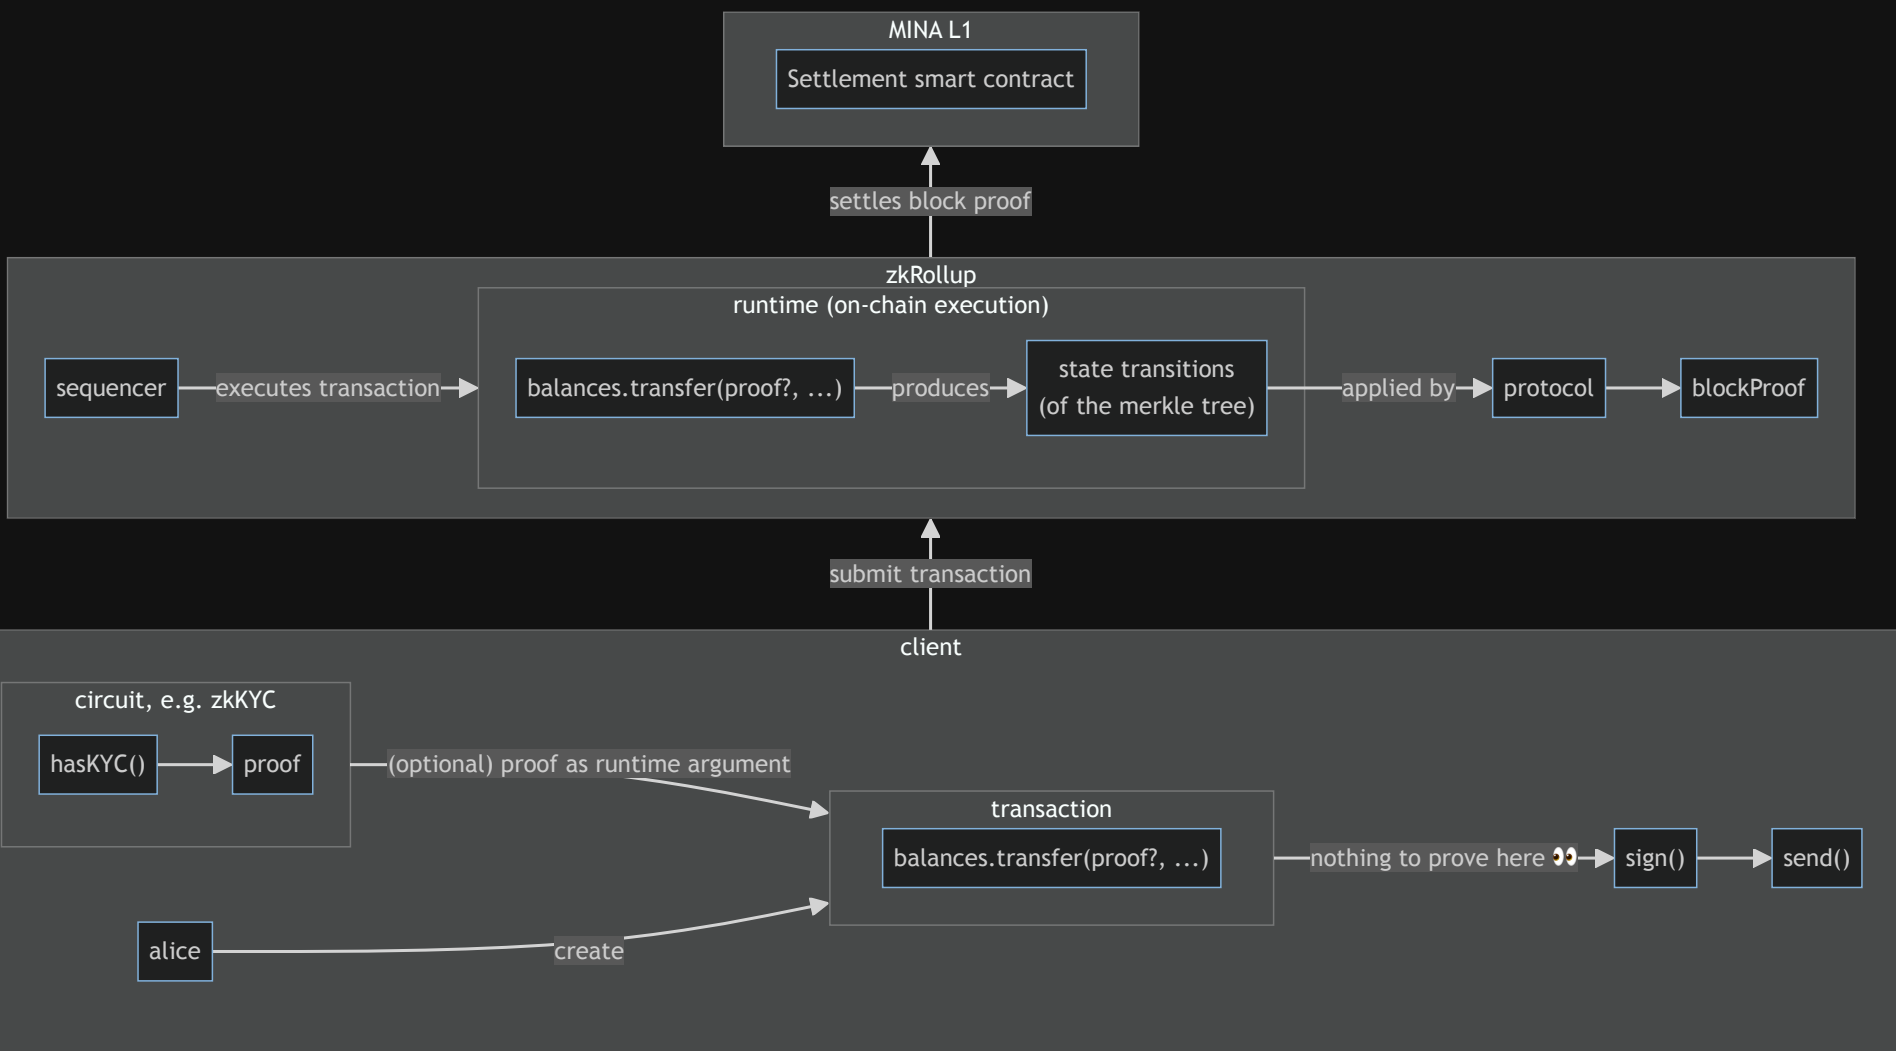 MINA L1
Settlement smart contract
settles block proof
zkRollup
runtime (on-chain execution)
sequencer
executes transaction
balances.transfer(proof?, ...)
produces
state transitions
(of the merkle tree)
applied by
protocol
blockProof
submit transaction
client
circuit, e.g. zkKYC
hasKYC()
proof
(optional) proof as runtime argument
transaction
balances.transfer(proof?, ...)
nothing to prove here 👀
sign()
send()
alice
create